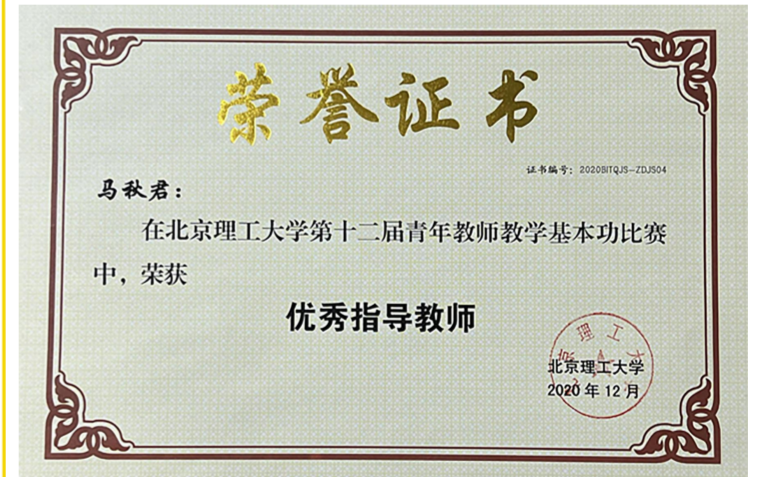 荣誉证书
证书编号：2020BITQJS-ZDJS04
马秋君：
在北京理工大学第十二届青年教师教学基本功比赛
中，荣获
优秀指导教师
北京理工大学
2020年12月